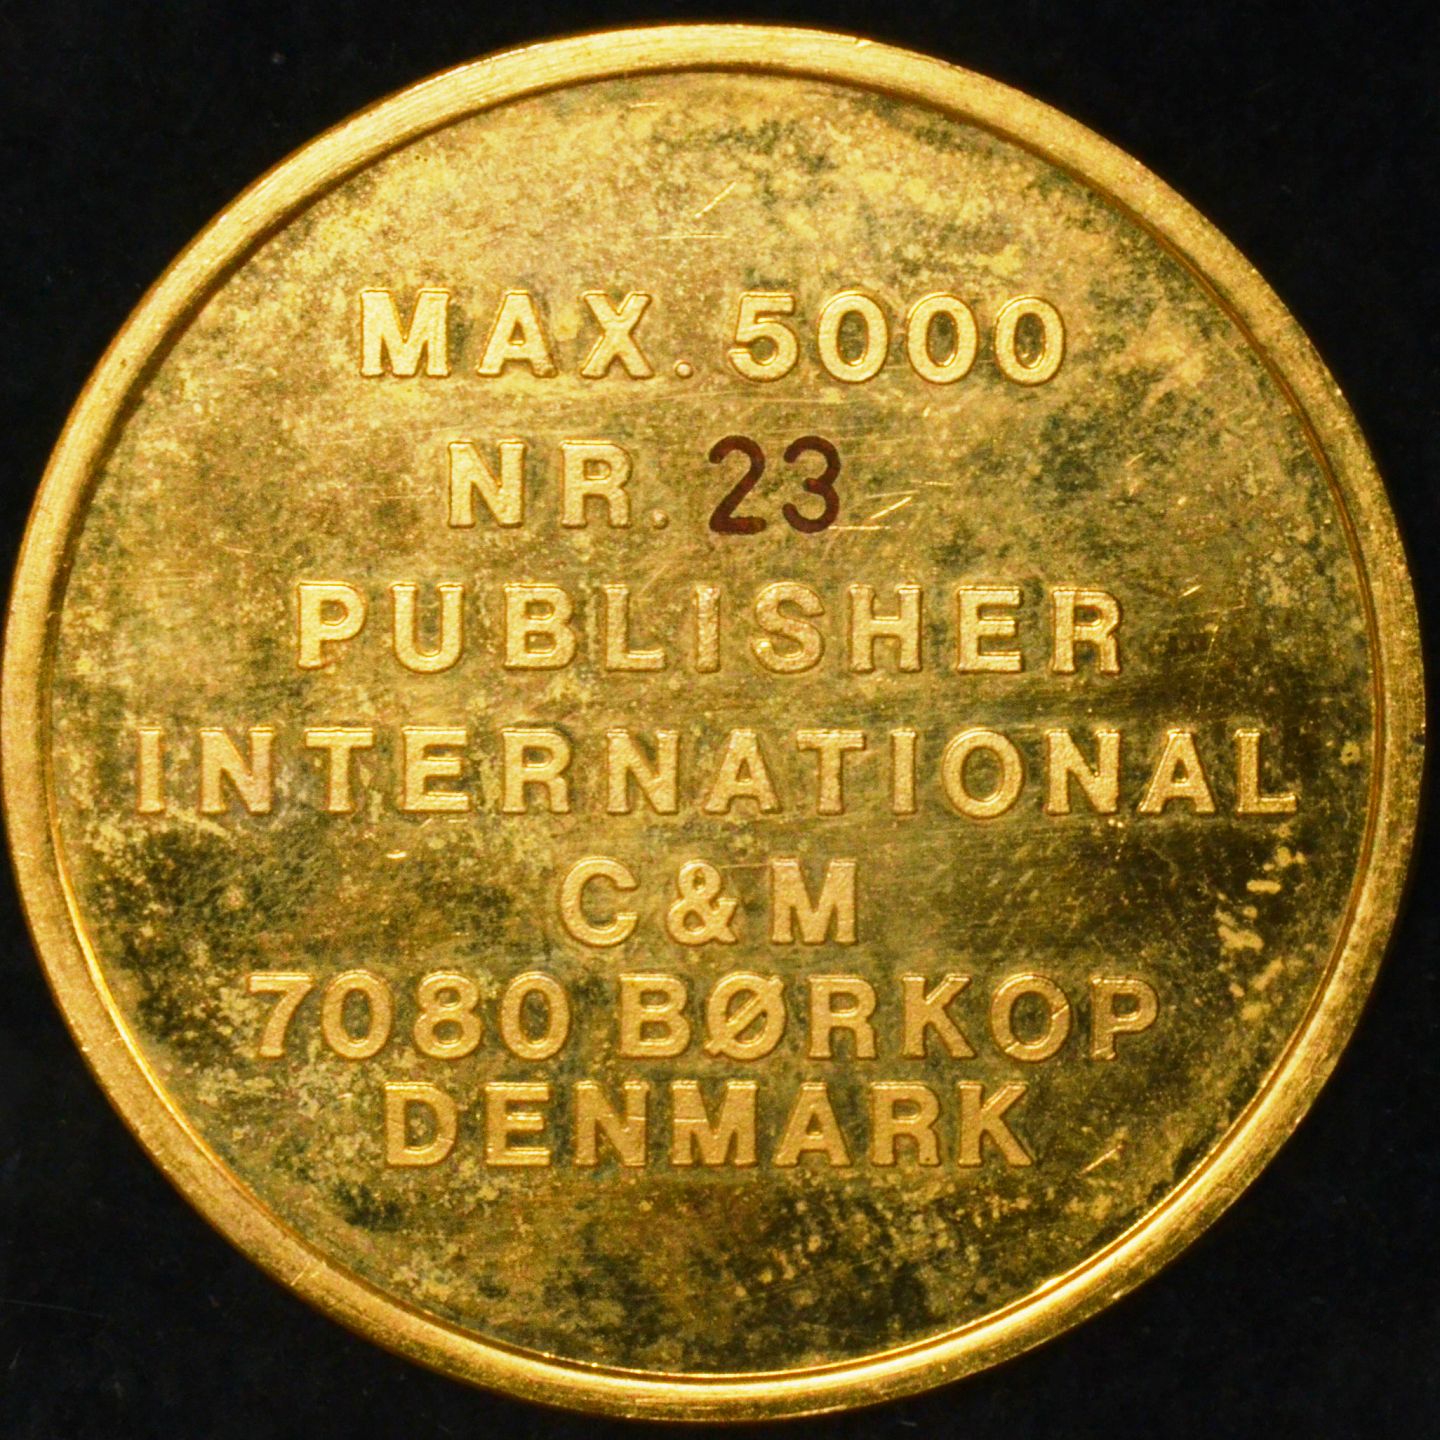 MAX. 5000
NR. 23
PUBLISHER
INTERNATIONAL
C & M
7080 BØRKOP
DENMARK